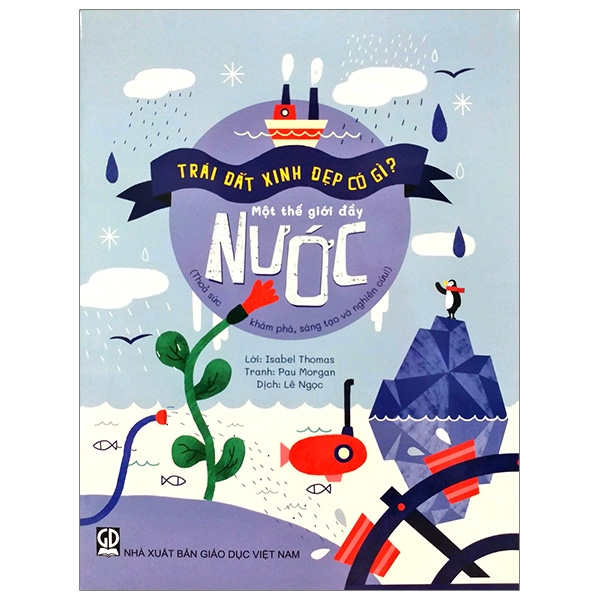 TRÁI ĐẤT XINH ĐẸP CÓ GÌ?
Một thế giới đầy
NƯỚC
(Thoả sức khám phá, sáng tạo và nghiên cứu!)
Lời: Isabel Thomas
Tranh: Pau Morgan
Dịch: Lê Ngọc
GD
NHÀ XUẤT BẢN GIÁO DỤC VIỆT NAM